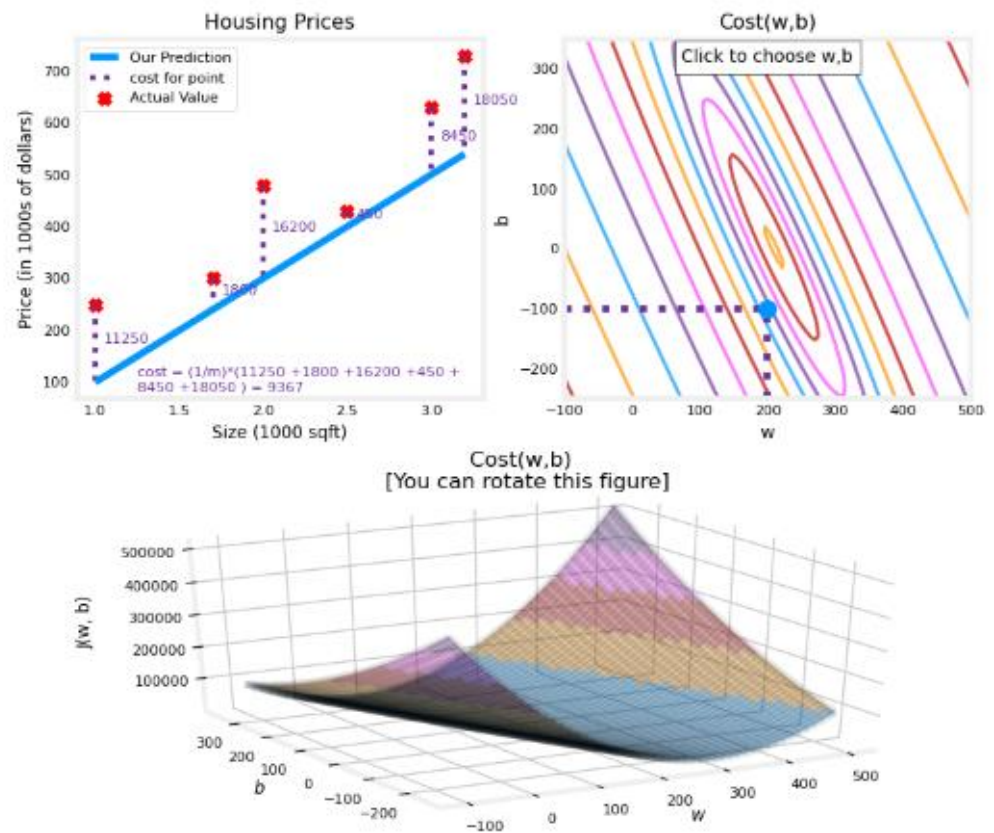 Housing Prices
Our Prediction
cost for point
Actual Value
700
600
500
400
300
200
100
Price (in 1000s of dollars)
11250
1800
16200
450
8450
18050
cost = (1/m)*(11250 +1800 +16200 +450 +
8450 +18050 ) = 9367
1.0 1.5 2.0 2.5 3.0
Size (1000 sqft)
Cost(w,b)
Click to choose w,b
300
200
100
0
−100
−200
b
−100 0 100 200 300 400 500
w
Cost(w,b)
[You can rotate this figure]
500000
400000
300000
200000
100000
J(w, b)
300
200
100
0
−100
−200
b
−100 0 100 200 300 400 500
w